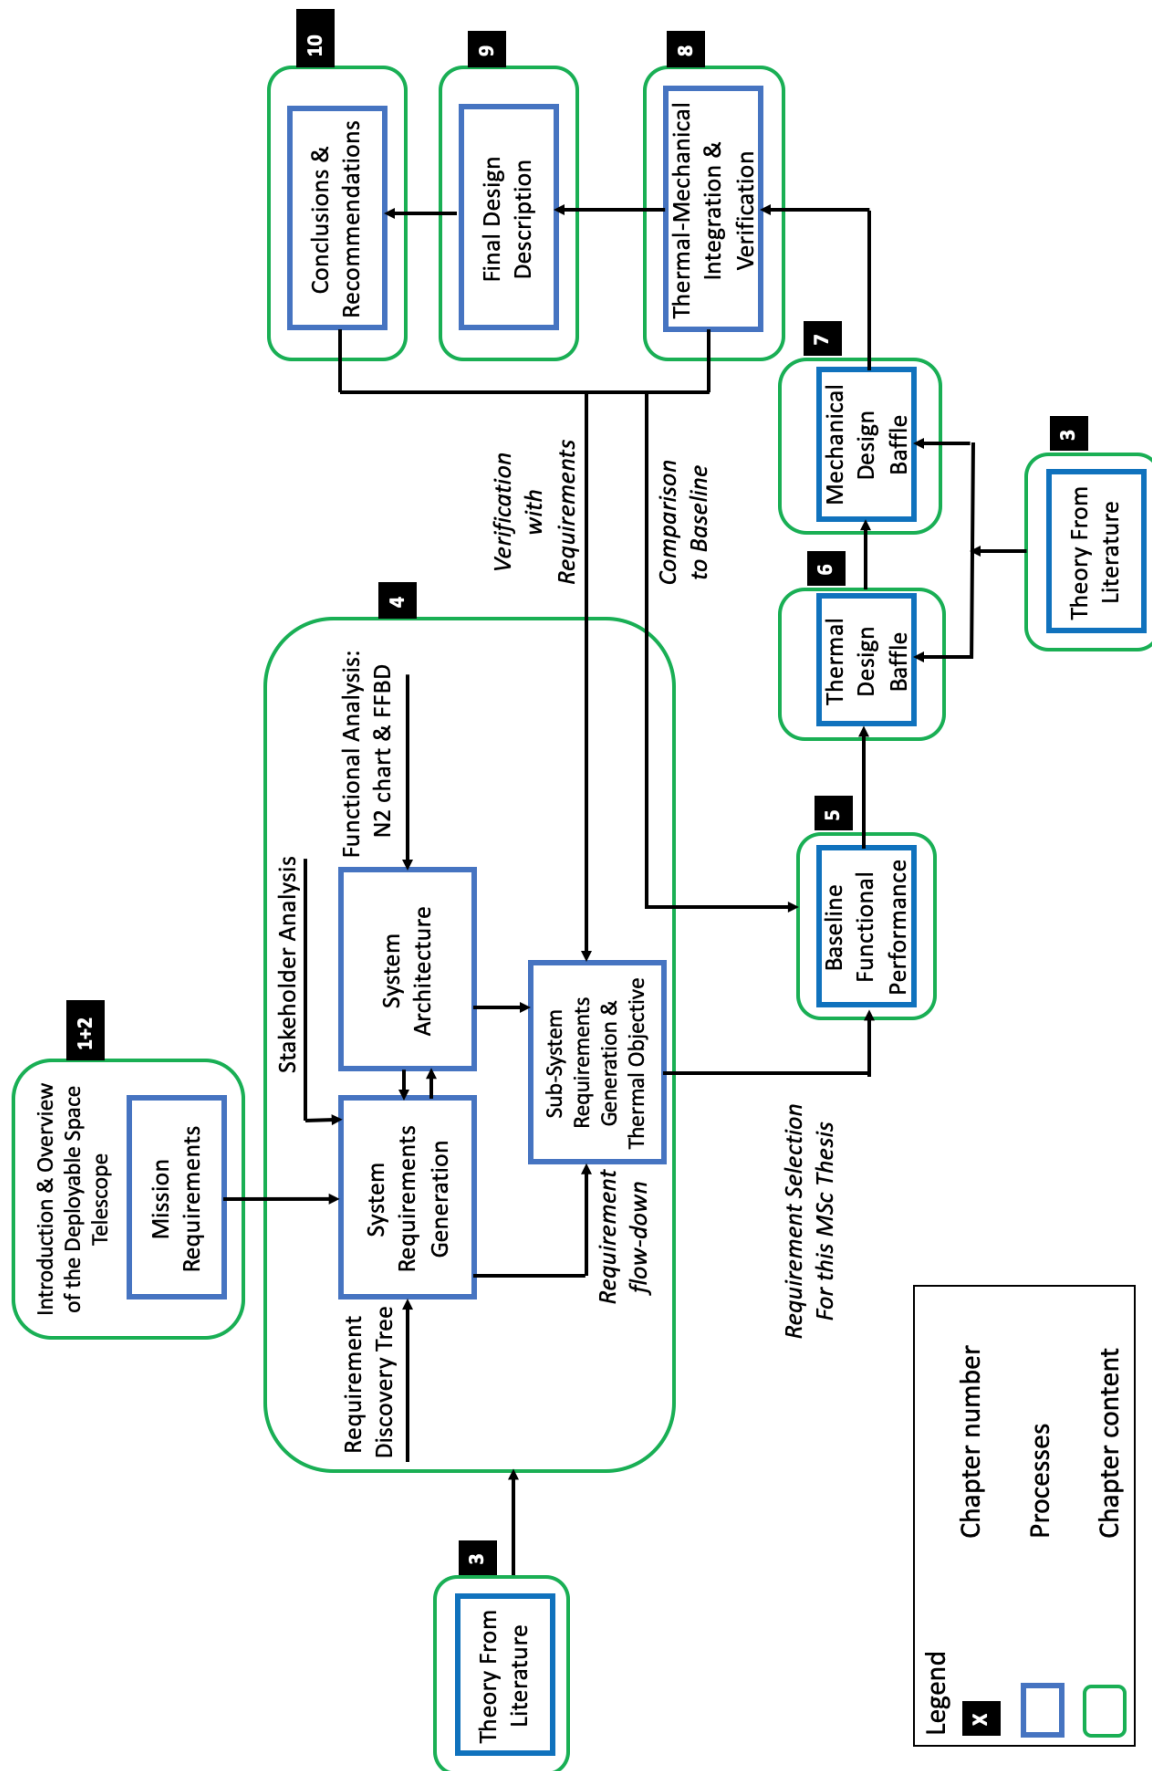 1+2
Introduction & Overview
of the Deployable Space
Telescope
Mission
Requirements
3
Theory From
Literature
4
Requirement
Discovery Tree
Stakeholder Analysis
Functional Analysis:
N2 chart & FFBD
System
Requirements
Generation
System
Architecture
Requirement
flow-down
Sub-System
Requirements
Generation &
Thermal Objective
Verification
with
Requirements
Comparison
to Baseline
Requirement Selection
For this MSc Thesis
5
Baseline
Functional
Performance
6
Thermal
Design
Baffle
7
Mechanical
Design
Baffle
3
Theory From
Literature
8
Thermal-Mechanical
Integration &
Verification
9
Final Design
Description
10
Conclusions &
Recommendations
Legend
X
Chapter number
Processes
Chapter content